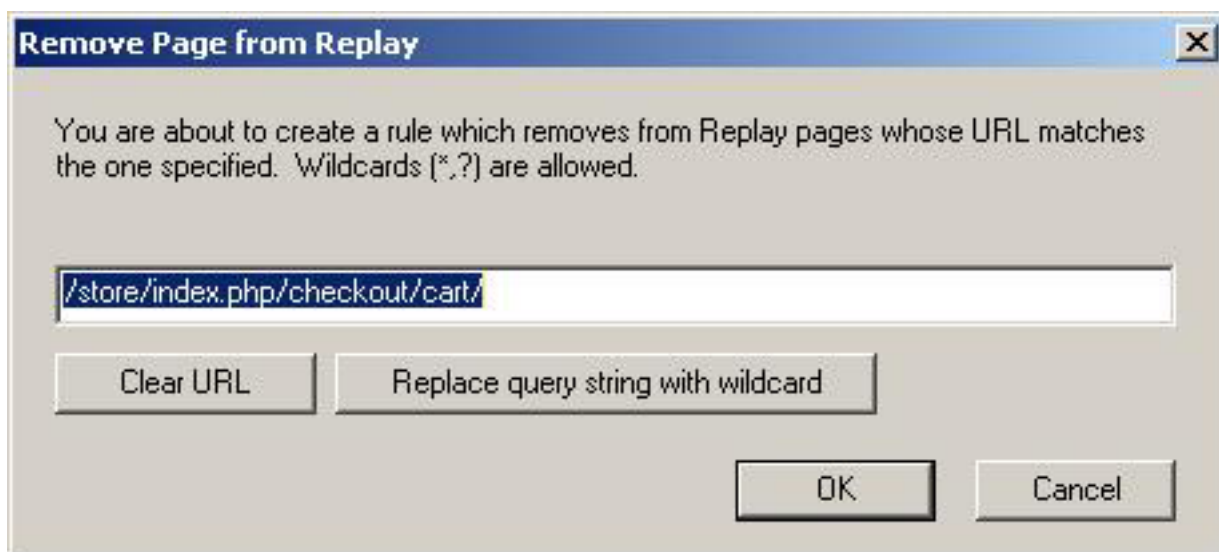 Remove Page from Replay
You are about to create a rule which removes from Replay pages whose URL matches
the one specified.  Wildcards (*,?) are allowed.
/store/index.php/checkout/cart/
Clear URL
Replace query string with wildcard
OK
Cancel